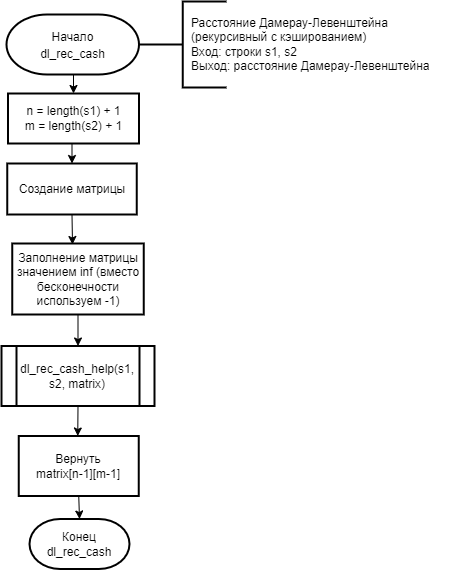 Начало
dl_rec_cash
Расстояние Дамерау-Левенштейна
(рекурсивный с кэшированием)
Вход: строки s1, s2
Выход: расстояние Дамерау-Левенштейна
n = length(s1) + 1
m = length(s2) + 1
Создание матрицы
Заполнение матрицы
значением inf (вместо
бесконечности
используем -1)
dl_rec_cash_help(s1,
s2, matrix)
Вернуть
matrix[n-1][m-1]
Конец
dl_rec_cash